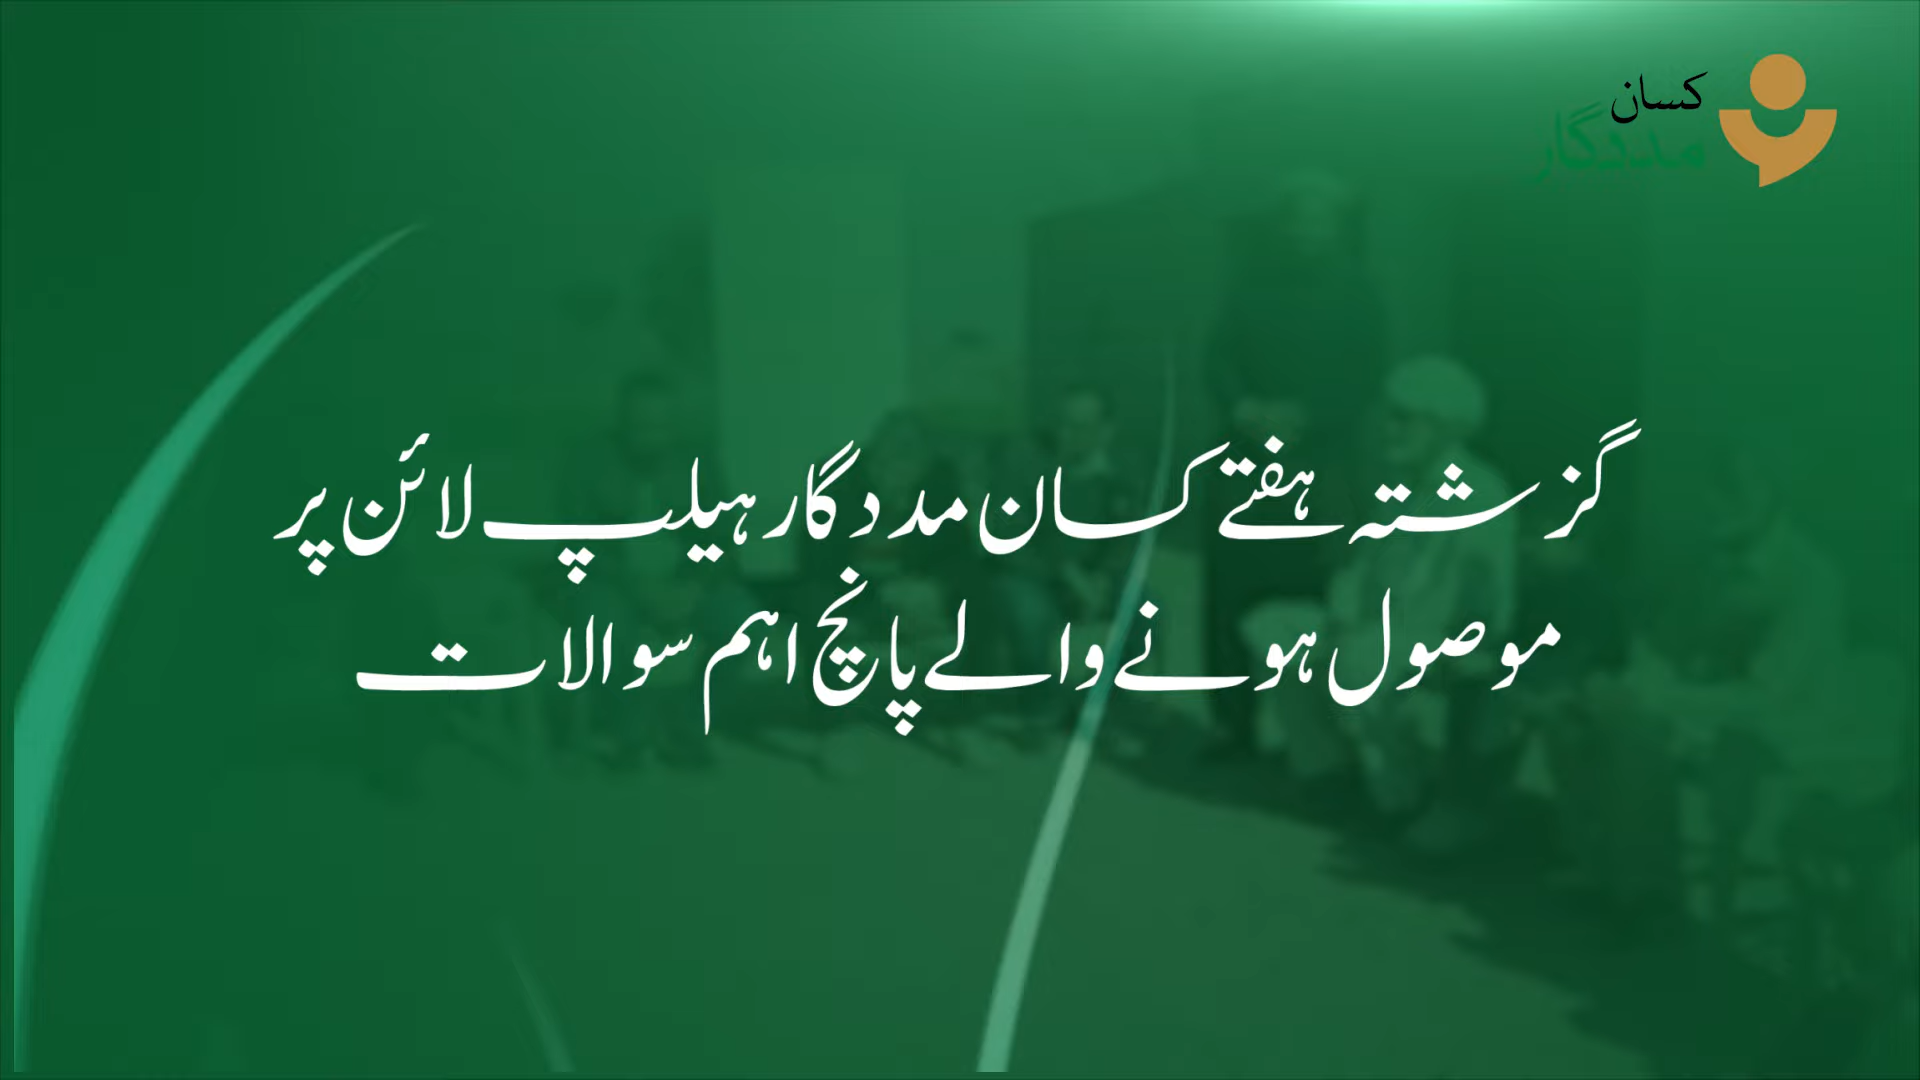 کسان
مددگار
گزشتہ ہفتے کسان مددگار ہیلپ لائن پر
موصول ہونے والے پانچ اہم سوالات